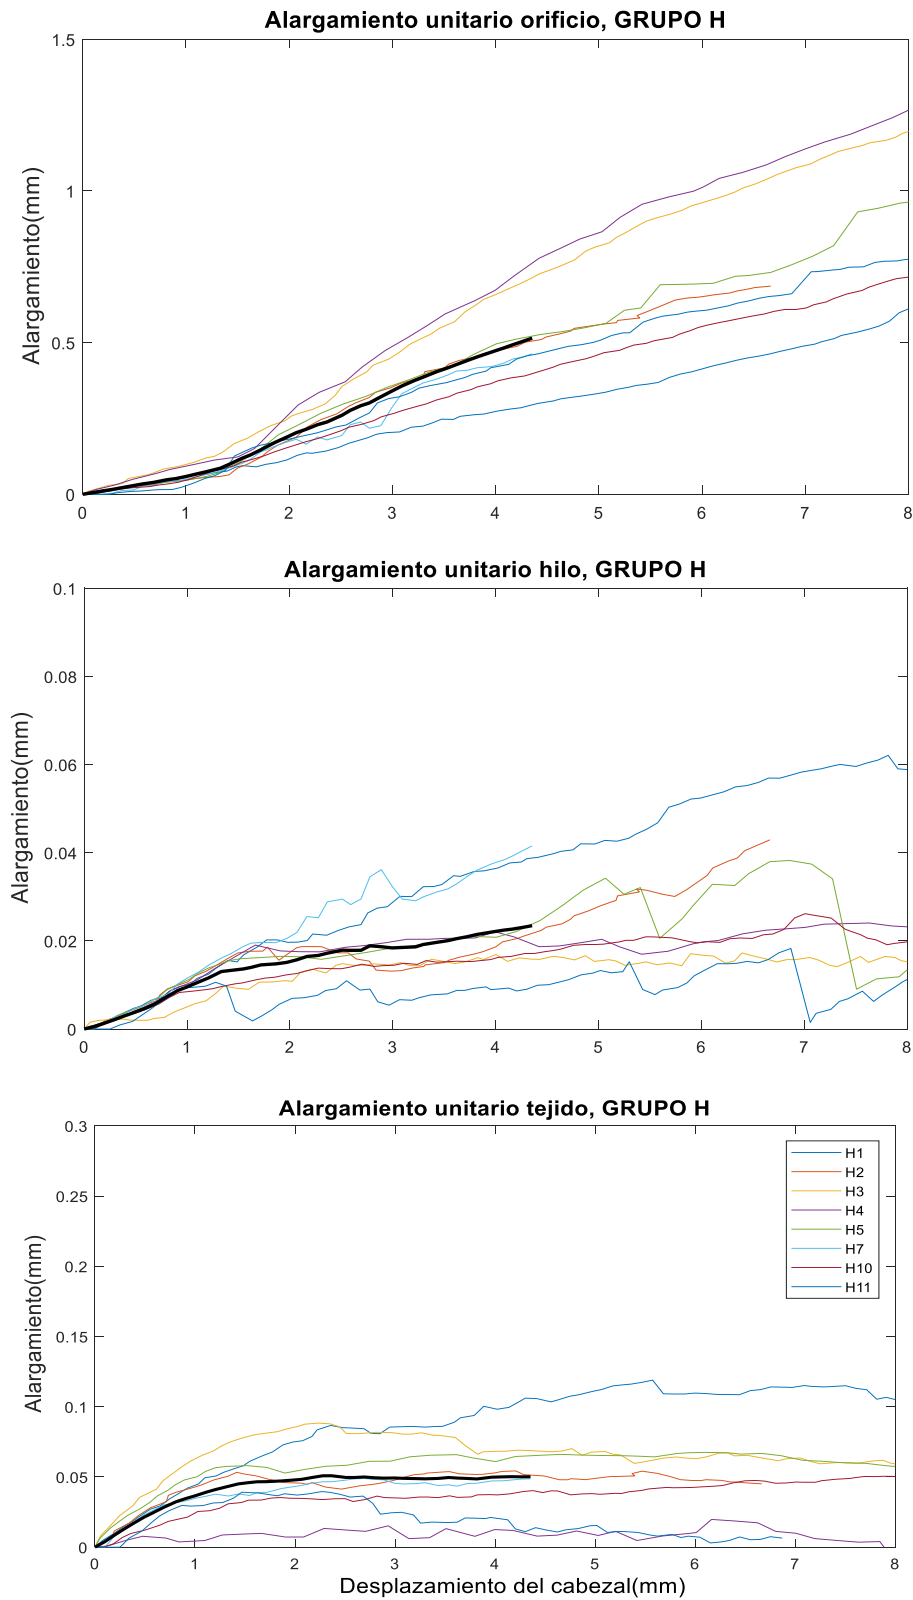 Alargamiento unitario orificio, GRUPO H
1.5
1
0.5
0
Alargamiento(mm)
0 1 2 3 4 5 6 7 8
Alargamiento unitario hilo, GRUPO H
0.1
0.08
0.06
0.04
0.02
0
Alargamiento(mm)
0 1 2 3 4 5 6 7 8
Alargamiento unitario tejido, GRUPO H
0.3
0.25
0.2
0.15
0.1
0.05
0
Alargamiento(mm)
H1
H2
H3
H4
H5
H7
H10
H11
0 1 2 3 4 5 6 7 8
Desplazamiento del cabezal(mm)